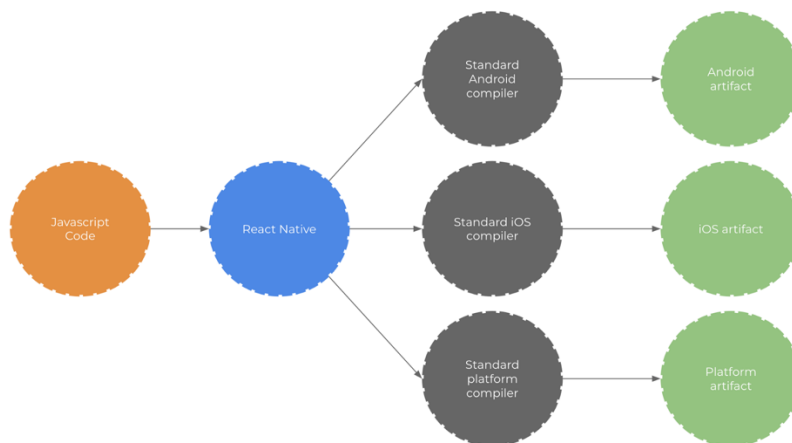 Standard
Android
compiler
Android
artifact
Javascript
Code
React Native
Standard iOS
compiler
iOS artifact
Standard
platform
compiler
Platform
artifact